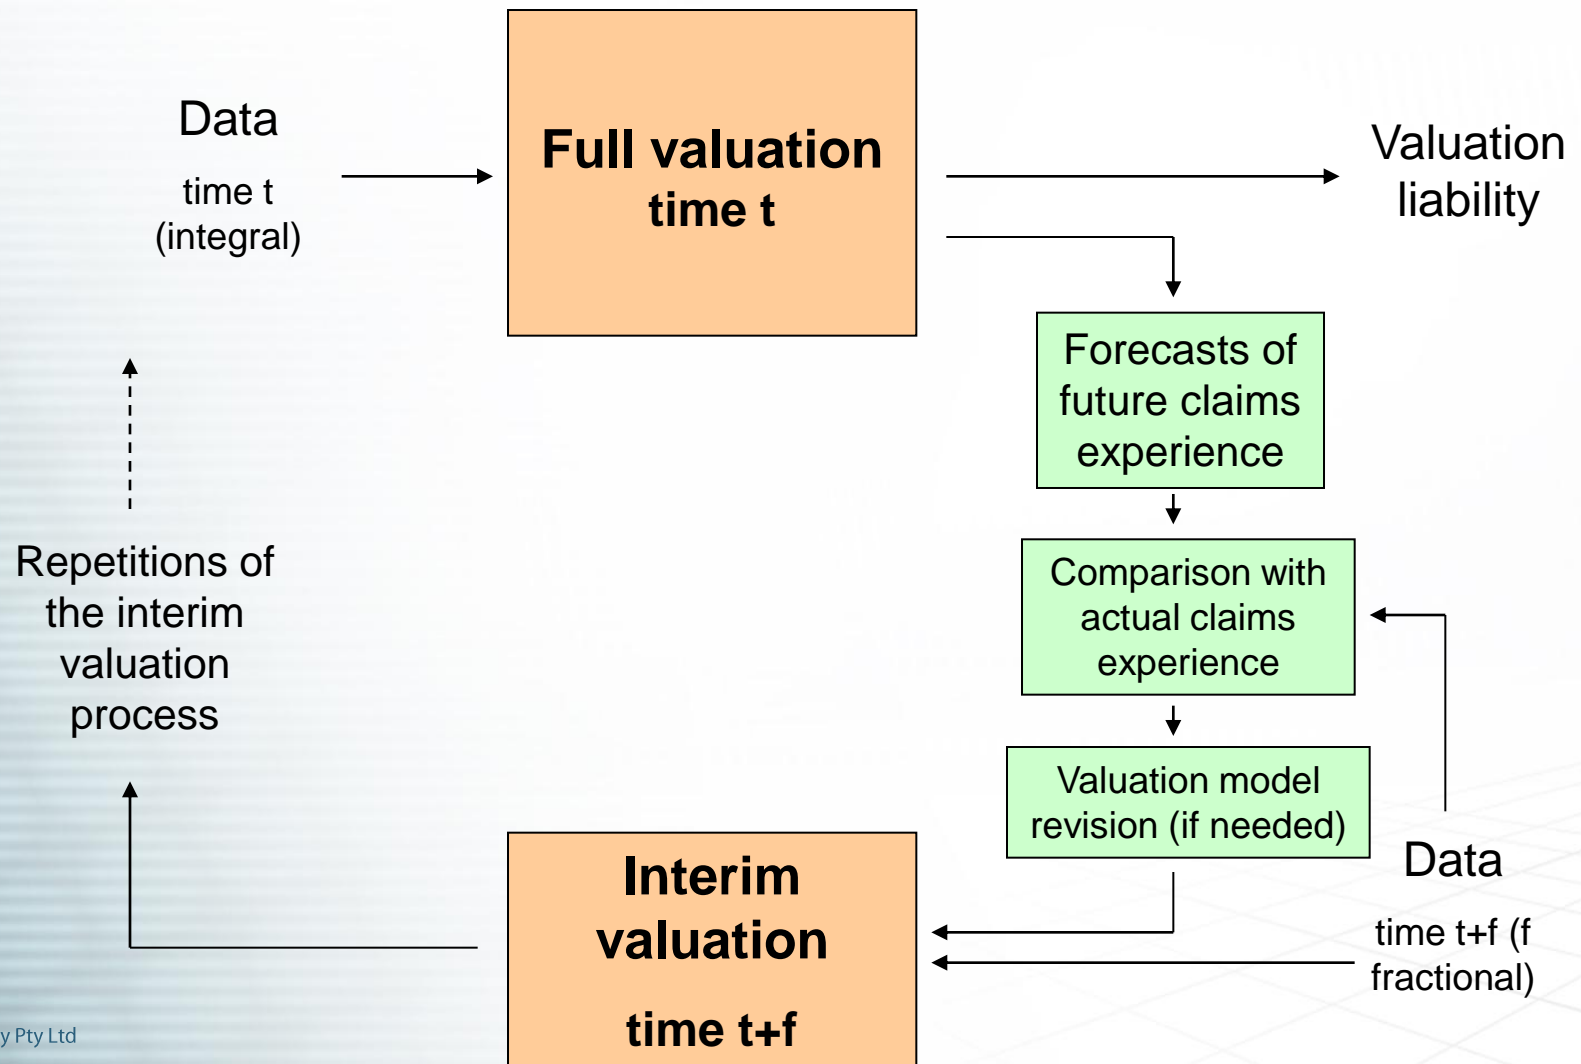 Data
time t
(integral)
Full valuation
time t
Valuation
liability
Forecasts of
future claims
experience
Comparison with
actual claims
experience
Valuation model
revision (if needed)
Data
time t+f (f
fractional)
Repetitions of
the interim
valuation
process
Interim
valuation
time t+f
y Pty Ltd